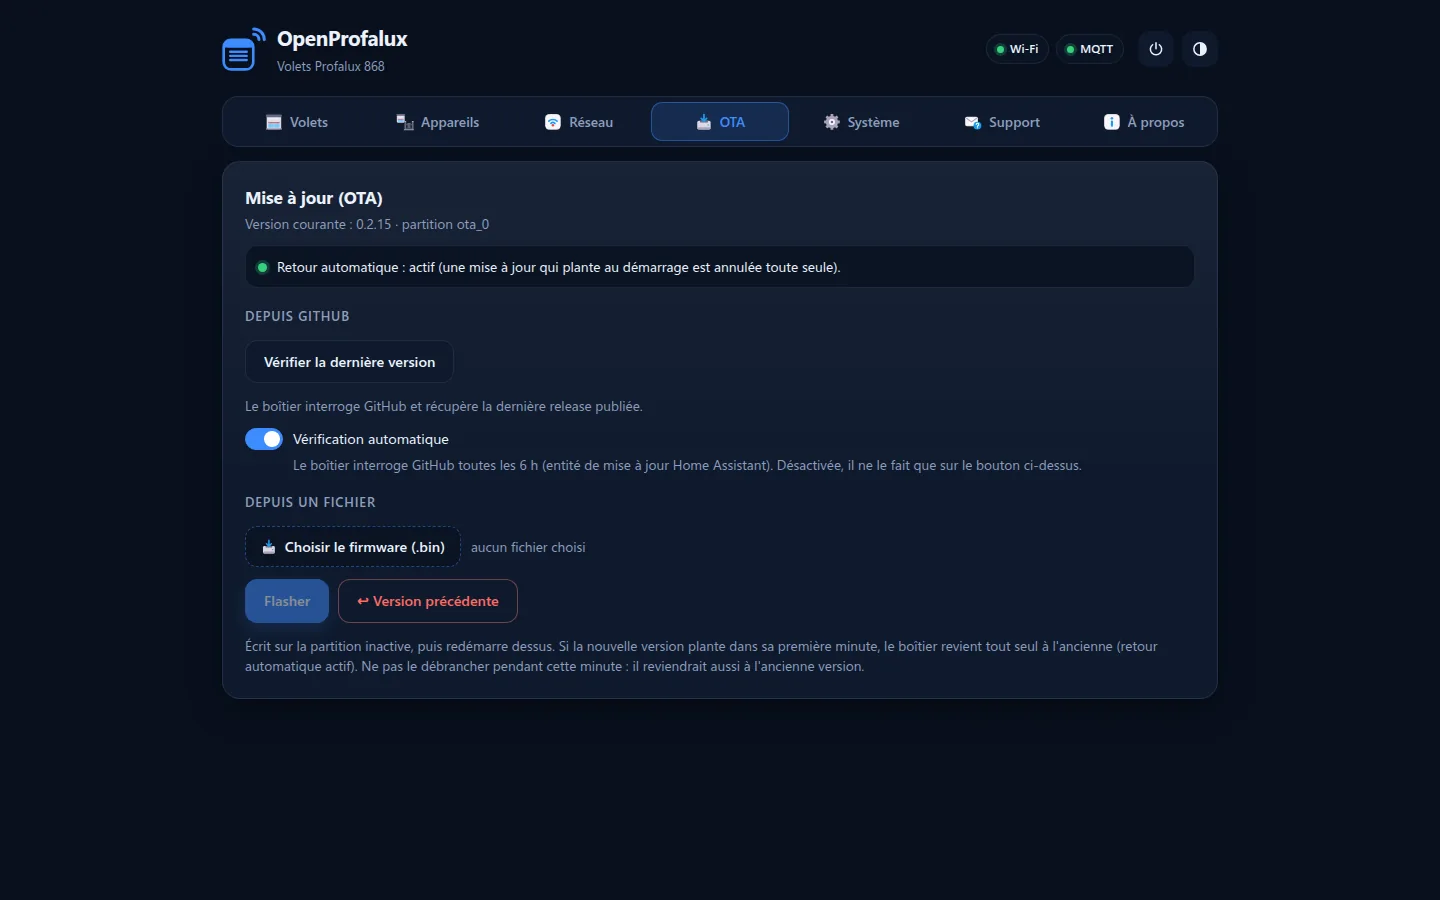 OpenProfalux
Volets Profalux 868
Wi-Fi
MQTT
Volets
Appareils
Réseau
OTA
Système
Support
À propos
Mise à jour (OTA)
Version courante : 0.2.15 · partition ota_0
Retour automatique : actif (une mise à jour qui plante au démarrage est annulée toute seule).
DEPUIS GITHUB
Vérifier la dernière version
Le boîtier interroge GitHub et récupère la dernière release publiée.
Vérification automatique
Le boîtier interroge GitHub toutes les 6 h (entité de mise à jour Home Assistant). Désactivée, il ne le fait que sur le bouton ci-dessus.
DEPUIS UN FICHIER
Choisir le firmware (.bin)
aucun fichier choisi
Flasher
↩ Version précédente
Écrit sur la partition inactive, puis redémarre dessus. Si la nouvelle version plante dans sa première minute, le boîtier revient tout seul à l'ancienne (retour
automatique actif). Ne pas le débrancher pendant cette minute : il reviendrait aussi à l'ancienne version.